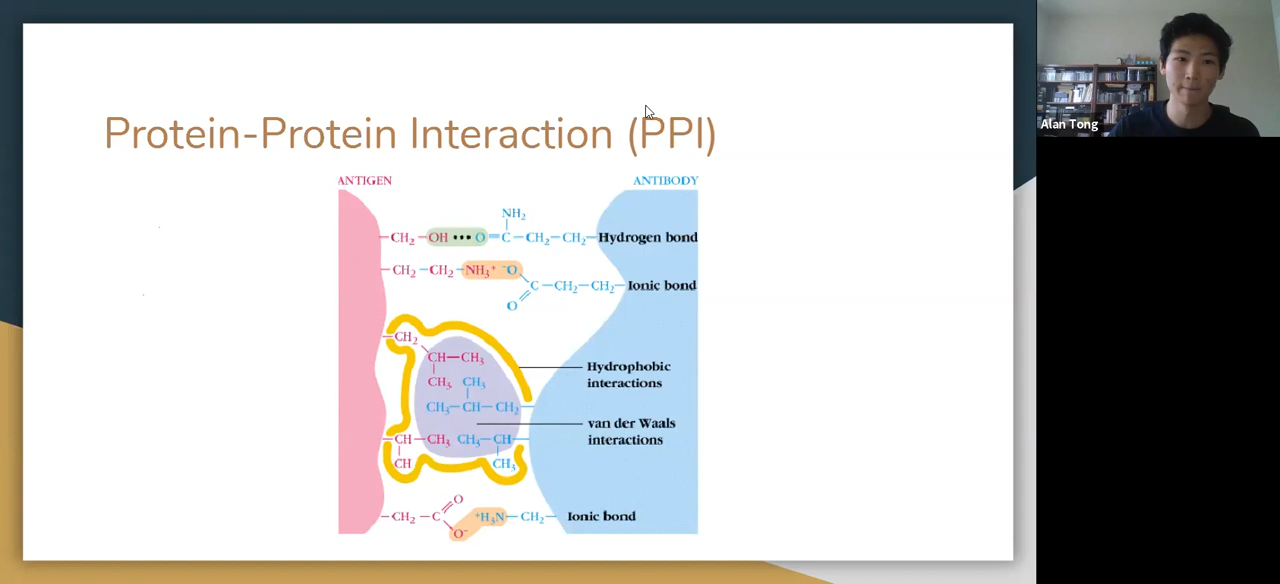 Protein-Protein Interaction (PPI)
Alan Tong
ANTIGEN
ANTIBODY
NH₂
CH₂ OH ••• O C CH₂ CH₂ Hydrogen bond
CH₂ CH₂ NH₃⁺ ⁻O
C CH₂ CH₂ Ionic bond
O
CH₂
CH CH₃
Hydrophobic
interactions
CH₃ CH₃
CH₃ CH CH₂
van der Waals
interactions
CH CH₃ CH₃ CH
CH CH₃
O
CH₂ C ⁺H₃N CH₂ Ionic bond
O⁻